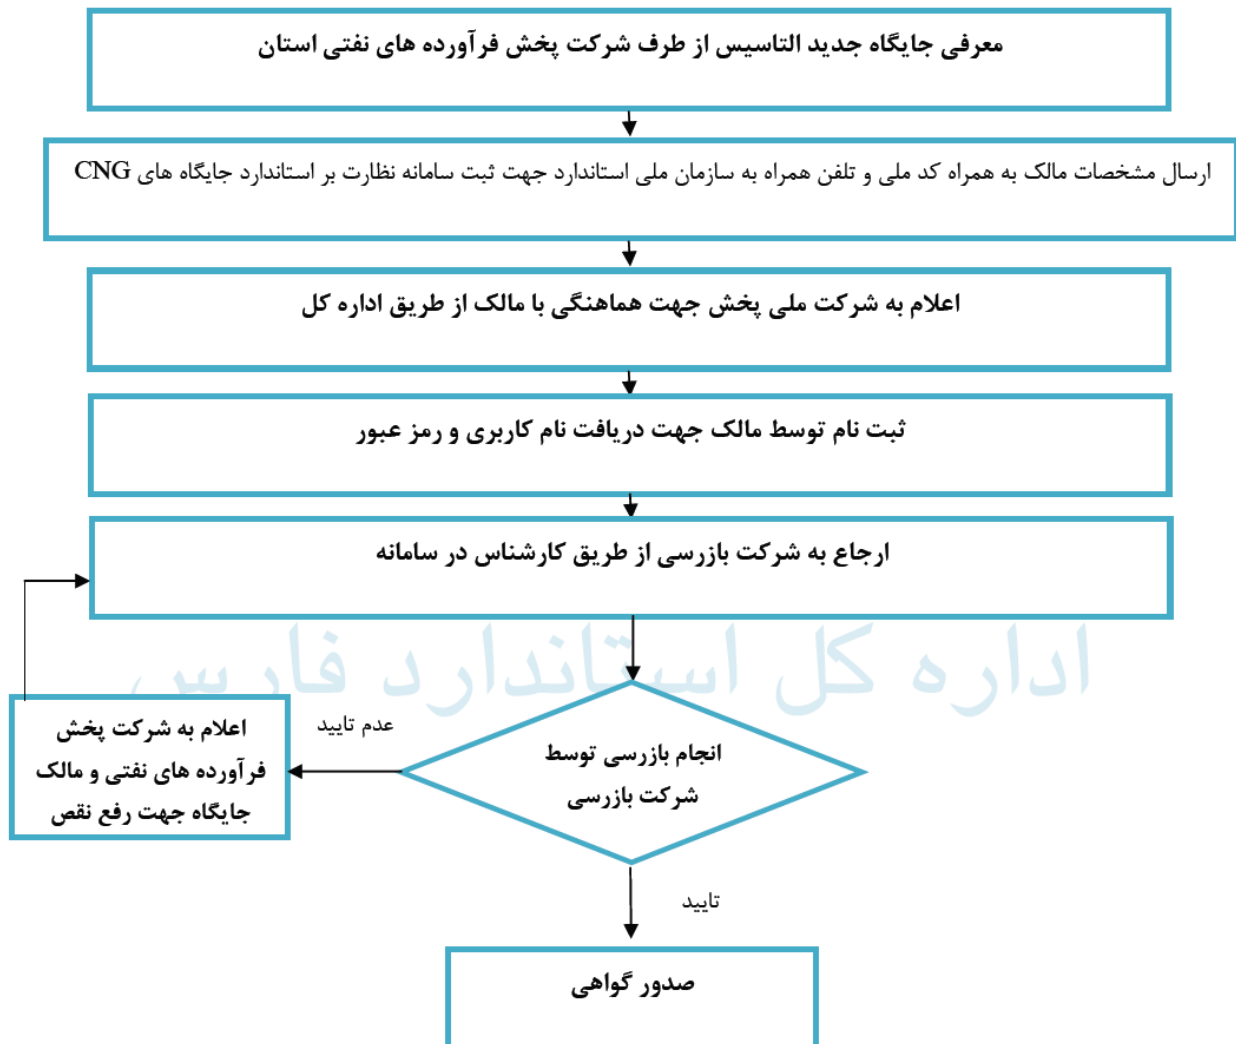 معرفی جایگاه جدید التاسیس از طرف شرکت پخش فرآورده های نفتی استان
ارسال مشخصات مالک به همراه کد ملی و تلفن همراه به سازمان ملی استاندارد جهت ثبت سامانه نظارت بر استاندارد جایگاه های CNG
اعلام به شرکت ملی پخش جهت هماهنگی با مالک از طریق اداره کل
ثبت نام توسط مالک جهت دریافت نام کاربری و رمز عبور
ارجاع به شرکت بازرسی از طریق کارشناس در سامانه
اداره کل استاندارد فارس
انجام بازرسی توسط
شرکت بازرسی
عدم تایید
اعلام به شرکت پخش
فرآورده های نفتی و مالک
جایگاه جهت رفع نقص
تایید
صدور گواهی